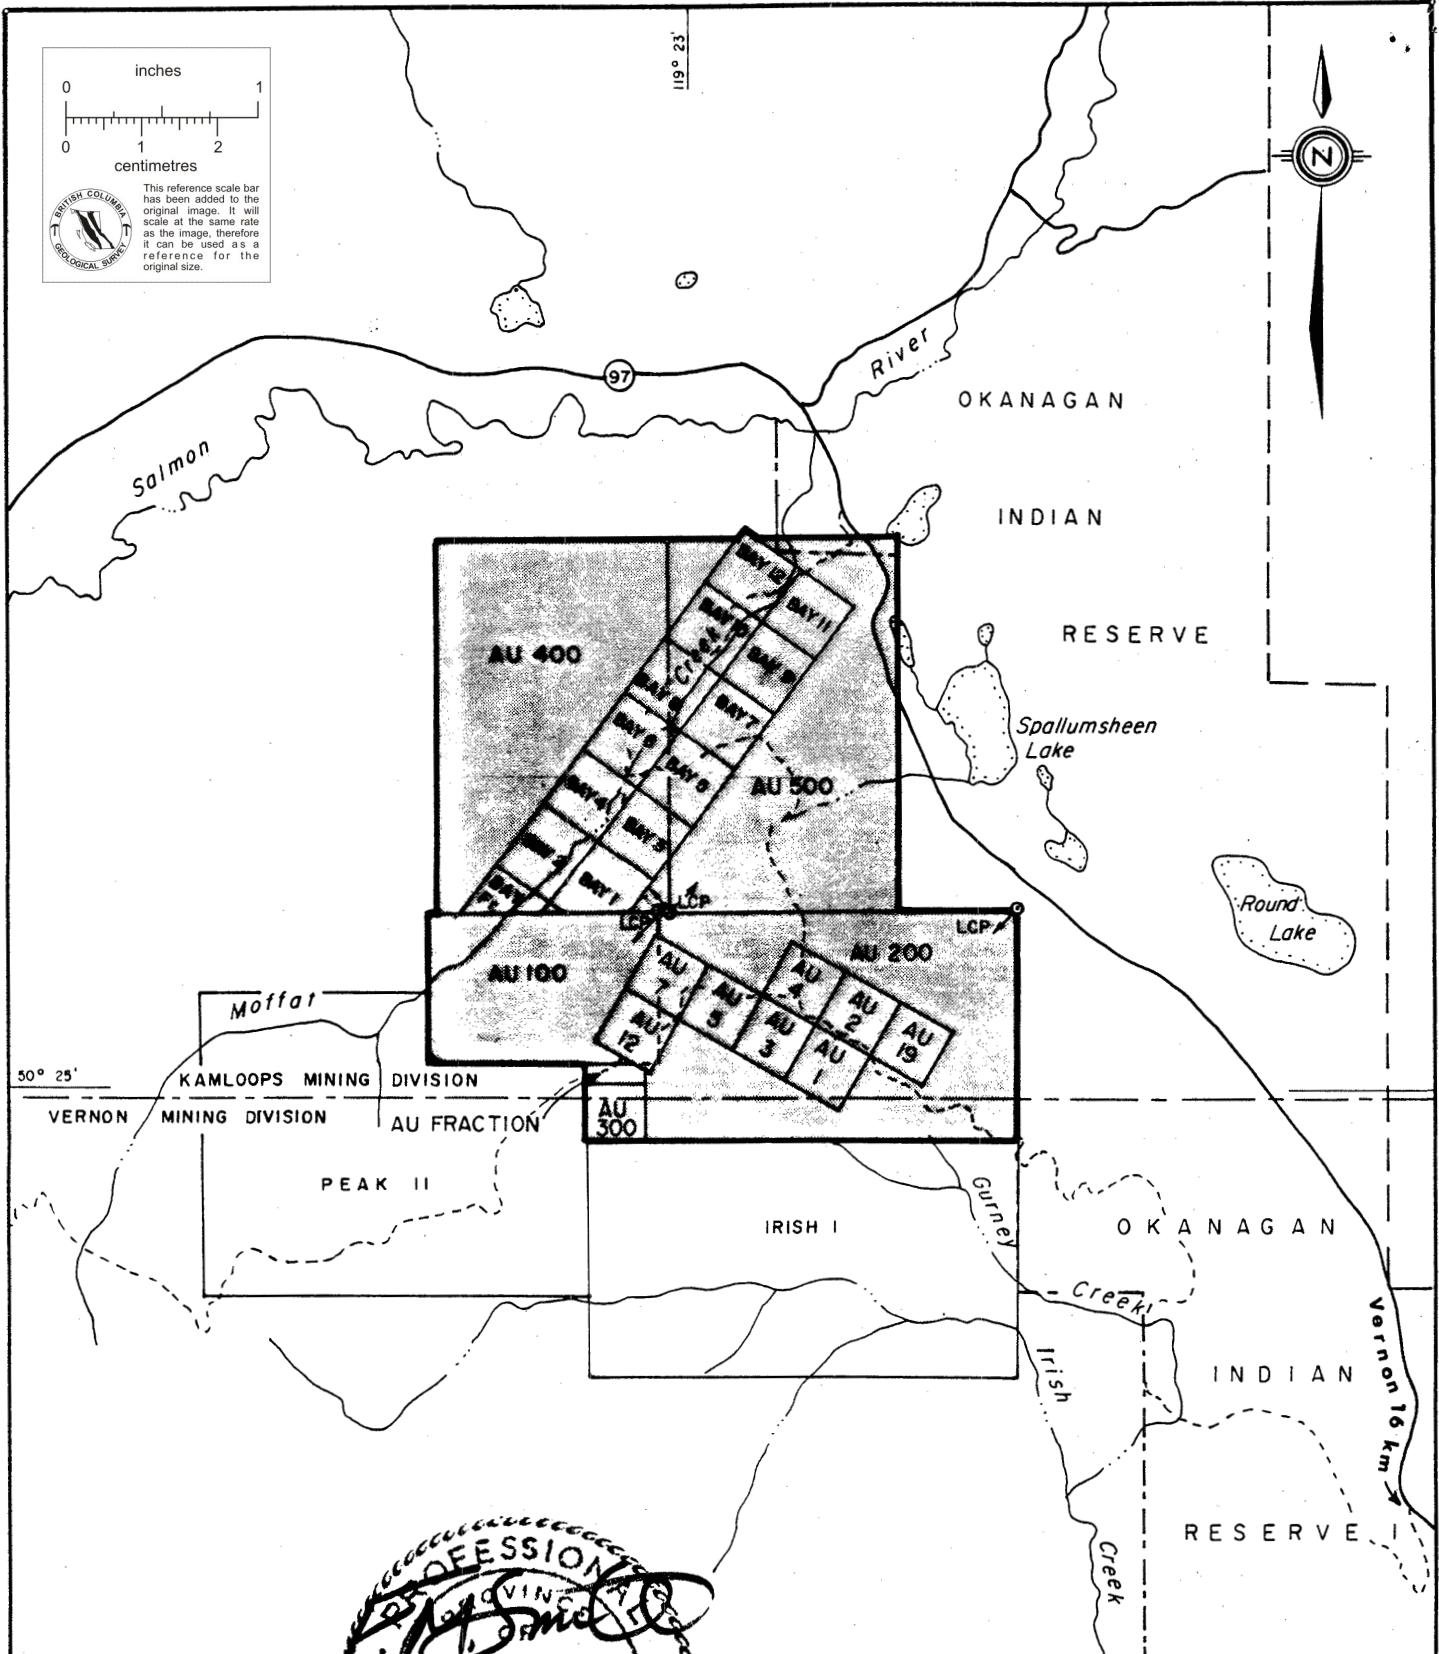 inches
0 1
0 1 2
centimetres
This reference scale bar
has been added to the
original image. It will
scale at the same rate
as the image, therefore
it can be used as a
reference for the
original size.
BRITISH COLUMBIA
GEOLOGICAL SURVEY
119° 23'
N
97
River
Salmon
OKANAGAN
INDIAN
RESERVE
BAY 12
BAY 11
BAY 10
BAY 9
Creek
BAY 8
BAY 7
BAY 6
BAY 5
BAY 4
BAY 3
BAY 2
BAY 1
BAY
Fr.
AU 400
AU 500
Spallumsheen
Lake
Round
Lake
4
LCP
LCP
LCP
AU 100
AU 200
AU
7
AU
5
AU
4
AU
2
AU
19
AU
12
AU
3
AU
1
Moffat
50° 25'
KAMLOOPS MINING DIVISION
VERNON MINING DIVISION
AU FRACTION
AU
300
PEAK II
IRISH I
Gurney
Creek
OKANAGAN
INDIAN
RESERVE I
Irish
Creek
Vernon 16 km
PROFESSIONAL
PROVINCE
OF